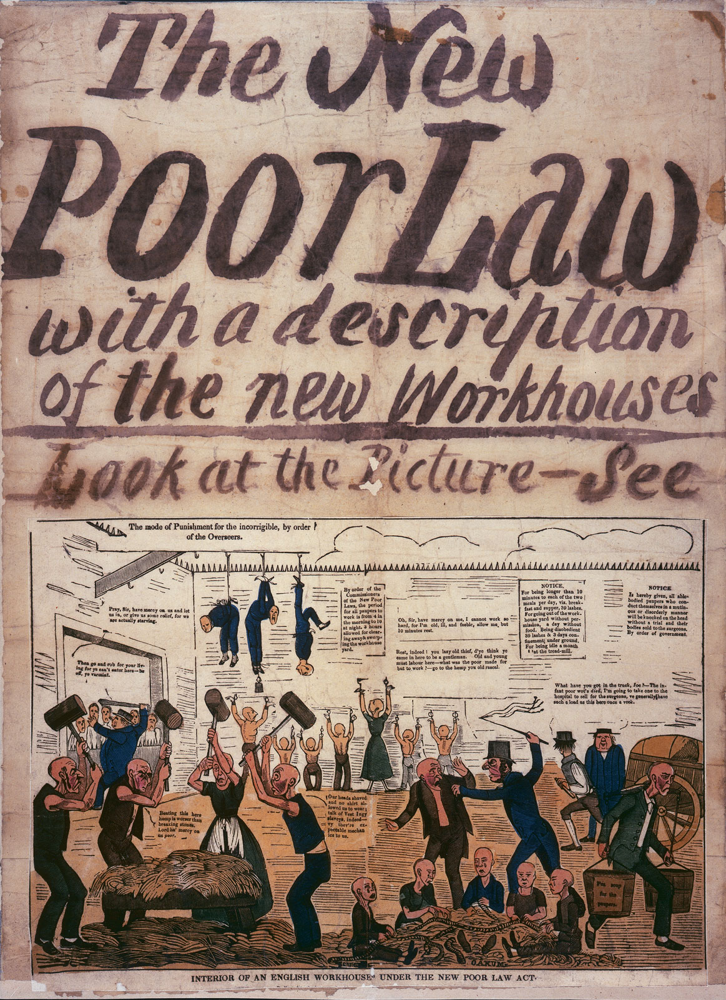 The New
Poor Law
with a description
of the new Workhouses
Look at the Picture — See
The mode of Punishment for the incorrigible, by order
of the Overseers.
Pray, Sir, have mercy on us and let
us in, or give us some relief, for we
are actually starving.
Then go and rob for your liv-
ing for ye can't enter here—be
off, ye varmint.
By order of the
Commissioners
of the New Poor
Laws, the period
for all paupers to
work is from 4 in
the morning to 10
at night. 3 hours
allowed for clear-
ing away & sweep-
ing the workhouse
yard.
Oh, Sir, have mercy on me, I cannot work so
hard, for I'm old, ill, and feeble, allow me but
10 minutes rest.
Rest, indeed! you lazy old thief, d'ye think ye
came in here to be a gentleman. Old and young
must labour here—what was the poor made for
but to work?—go to the hemp you old rascal.
NOTICE,
For being longer than 10
minutes to each of the two
meals per day, viz. break-
fast and supper, 39 lashes.
For going out of the work-
house yard without per-
mission, a day without
food. Being disobedient
39 lashes & 3 days con-
finement under ground.
For being idle a month
at the tread-mill.
NOTICE
Is hereby given, all able-
bodied paupers who con-
duct themselves in a mutin-
ous or disorderly manner
will be knocked on the head
without a trial and their
bodies sold to the surgeons.
By order of government.
What have you got in the truck, Joe?—The in-
fant poor wot's died, I'm going to take one to the
hospital to sell for the surgeons, we generally have
such a load as this here once a week.
Beating this here
hemp is worser than
breaking stones.
Lord ha' mercy on
us poor.
Our heads shaved
and no shirt al-
lowed us to wear;
talk of Vest Ingy
slaveys, indeed—
vy they're ex-
pectable mechan
ics to us.
Pea soup
for the
paupers.
OAKUM
INTERIOR OF AN ENGLISH WORKHOUSE UNDER THE NEW POOR LAW ACT.